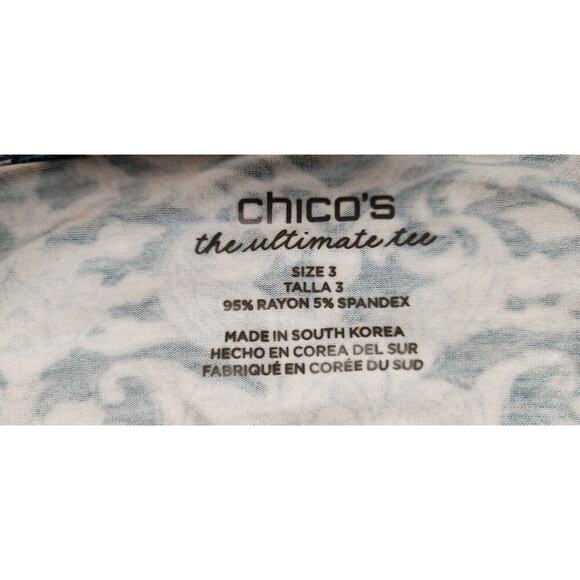 chico's
the ultimate tee
SIZE 3
TALLA 3
95% RAYON 5% SPANDEX
MADE IN SOUTH KOREA
HECHO EN COREA DEL SUR
FABRIQUÉ EN CORÉE DU SUD